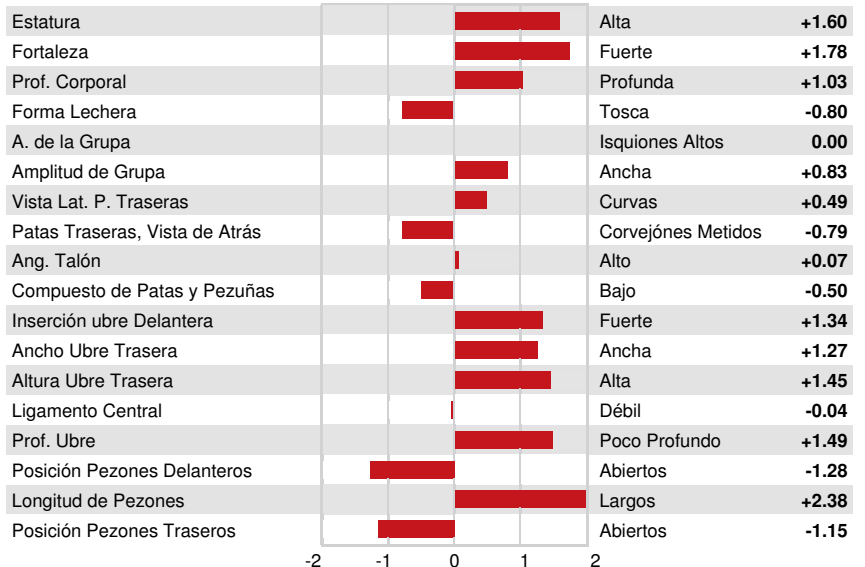 Estatura Alta +1.60
Fortaleza Fuerte +1.78
Prof. Corporal Profunda +1.03
Forma Lechera Tosca -0.80
A. de la Grupa Isquiones Altos 0.00
Amplitud de Grupa Ancha +0.83
Vista Lat. P. Traseras Curvas +0.49
Patas Traseras, Vista de Atrás Corvejónes Metidos -0.79
Ang. Talón Alto +0.07
Compuesto de Patas y Pezuñas Bajo -0.50
Inserción ubre Delantera Fuerte +1.34
Ancho Ubre Trasera Ancha +1.27
Altura Ubre Trasera Alta +1.45
Ligamento Central Débil -0.04
Prof. Ubre Poco Profundo +1.49
Posición Pezones Delanteros Abiertos -1.28
Longitud de Pezones Largos +2.38
Posición Pezones Traseros Abiertos -1.15
-2 -1 0 1 2